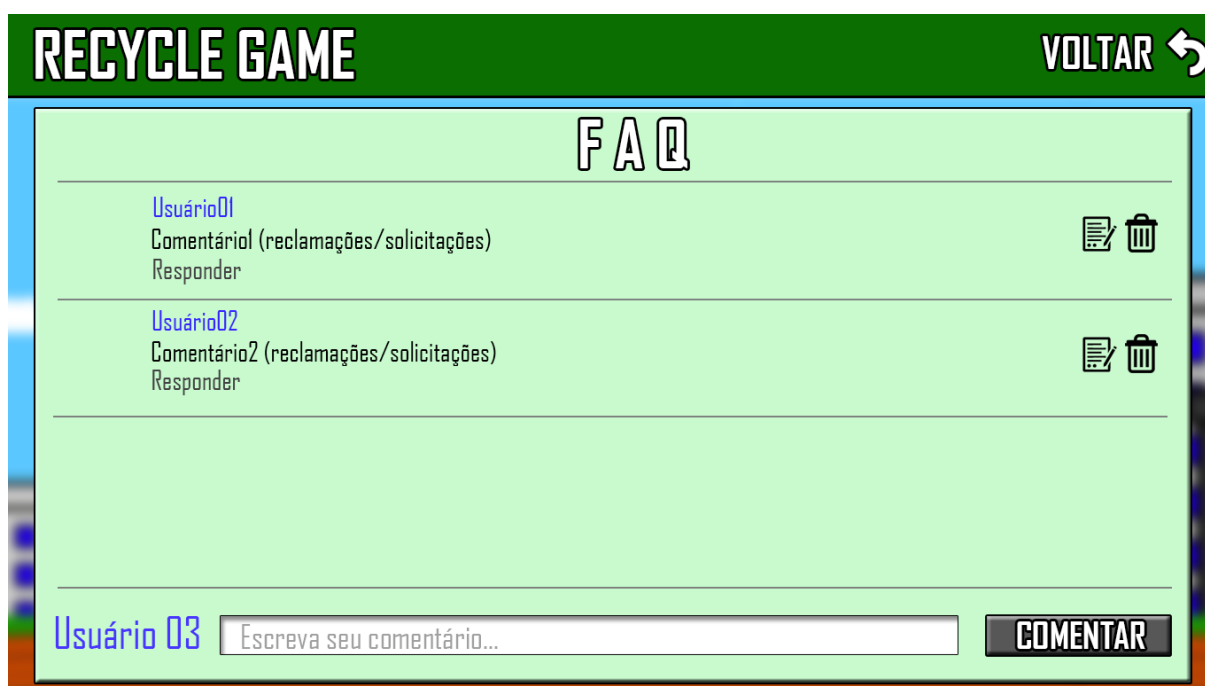 RECYCLE GAME
VOLTAR
FAQ
Usuário01
Comentário1 (reclamações/solicitações)
Responder
Usuário02
Comentário2 (reclamações/solicitações)
Responder
Usuário 03
Escreva seu comentário...
COMENTAR